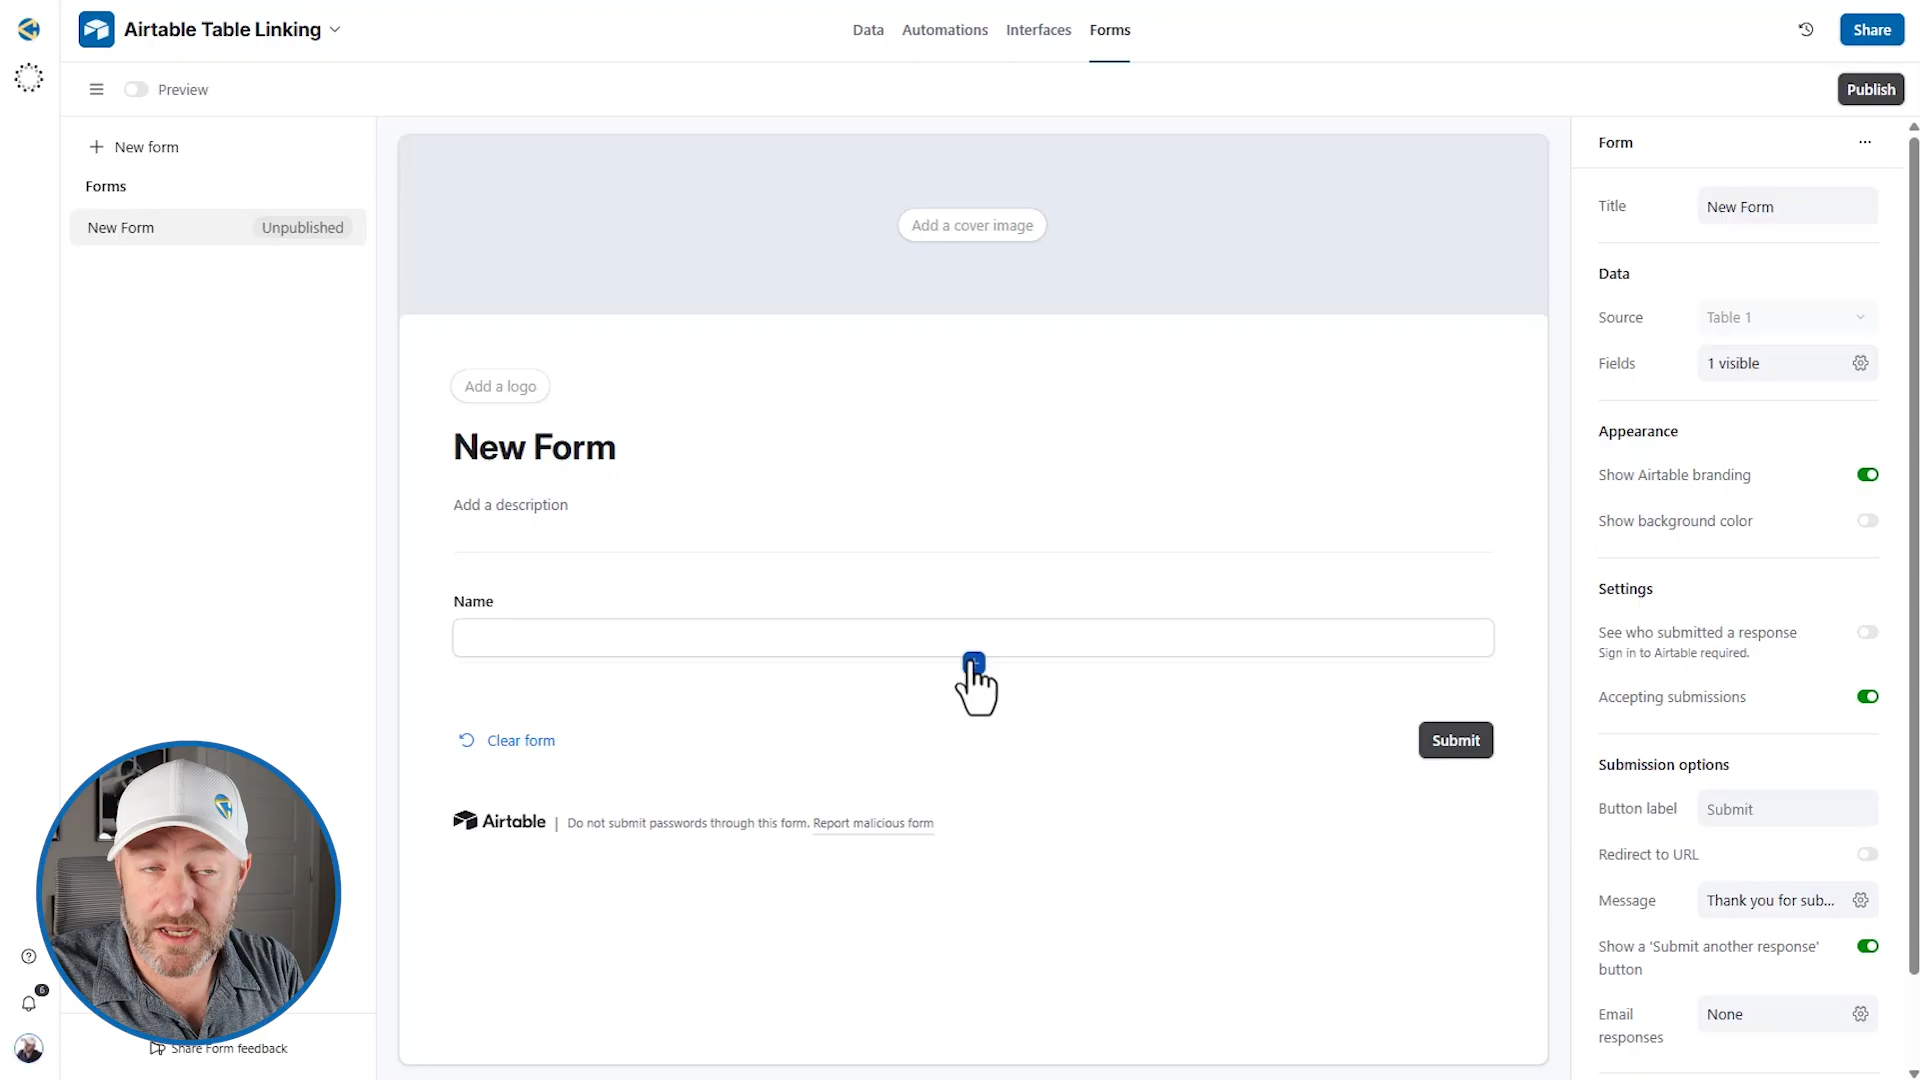 Airtable Table Linking
Data
Automations
Interfaces
Forms
Share
Preview
Publish
New form
Forms
New Form
Unpublished
Add a cover image
Add a logo
New Form
Add a description
Name
Clear form
Submit
Airtable | Do not submit passwords through this form. Report malicious form
Form
Title
New Form
Data
Source
Table 1
Fields
1 visible
Appearance
Show Airtable branding
Show background color
Settings
See who submitted a response
Sign in to Airtable required.
Accepting submissions
Submission options
Button label
Submit
Redirect to URL
Message
Thank you for sub...
Show a 'Submit another response'
button
Email
responses
None
6
Share Form feedback